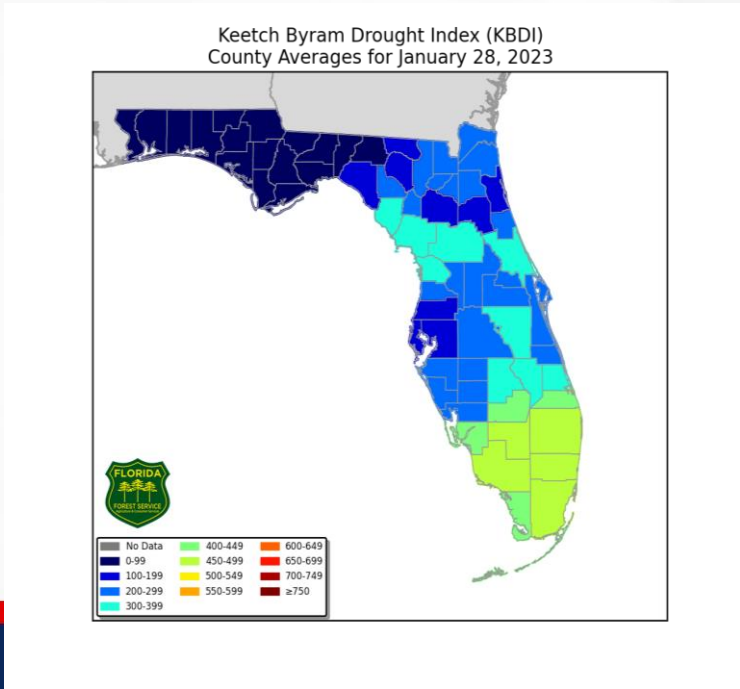 Keetch Byram Drought Index (KBDI)
County Averages for January 28, 2023
FLORIDA
FOREST SERVICE
No Data
0-99
100-199
200-299
300-399
400-449
450-499
500-549
550-599
600-649
650-699
700-749
≥750